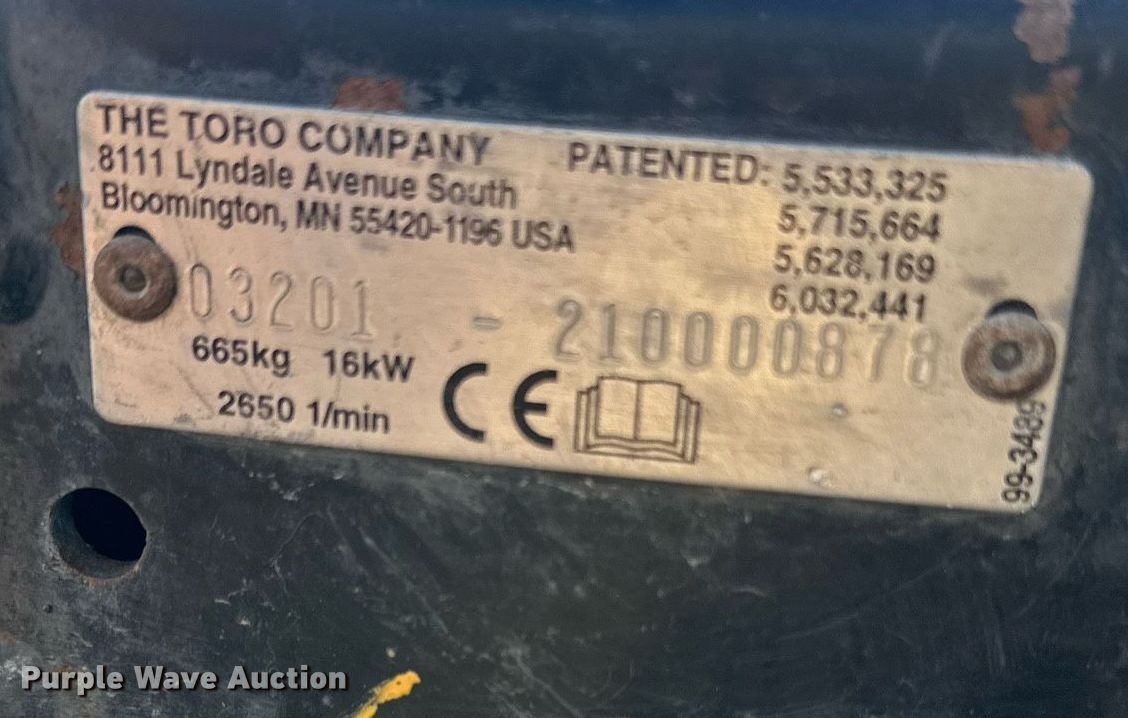 THE TORO COMPANY
8111 Lyndale Avenue South
Bloomington, MN 55420-1196 USA
PATENTED: 5,533,325
5,715,664
5,628,169
6,032,441
03201 - 210000878
665kg 16kW
2650 1/min
CE
99-3489
Purple Wave Auction